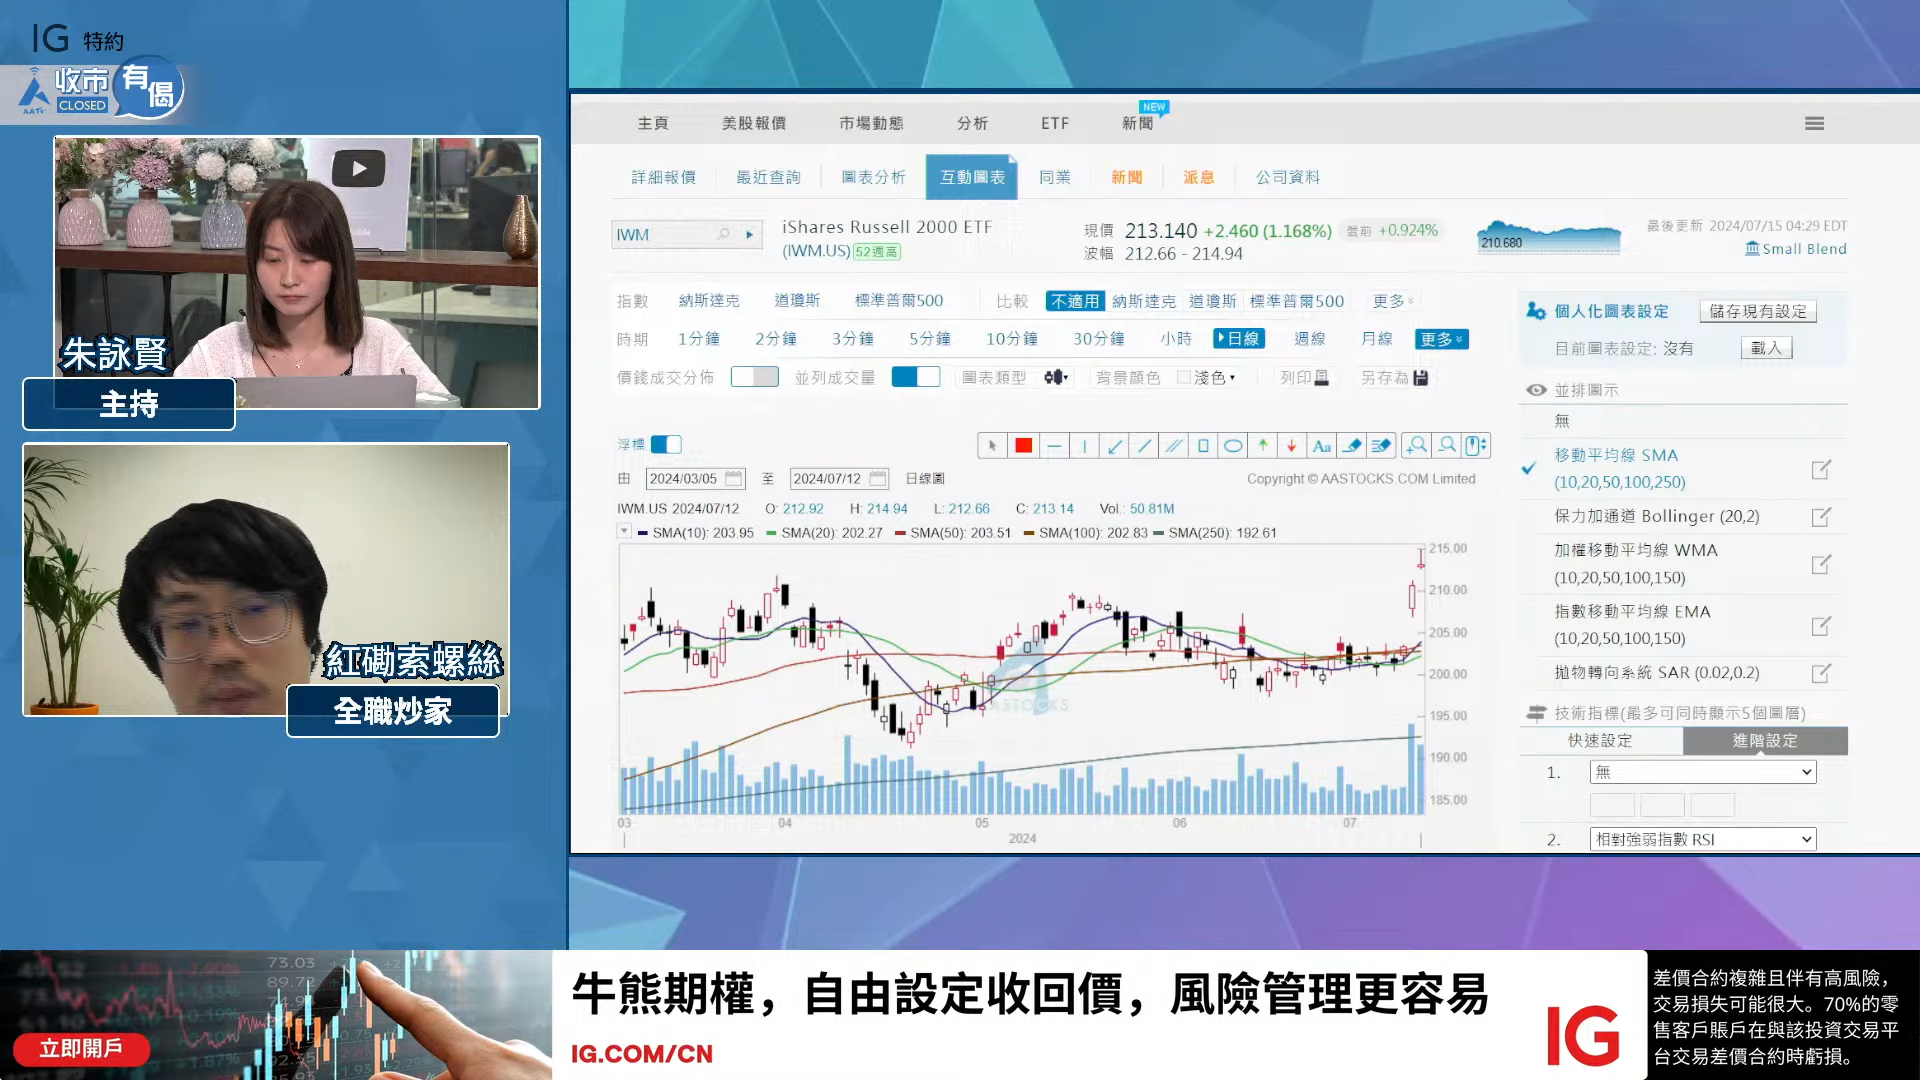 IG 特約
收市 有偈
CLOSED
AATV
朱詠賢
主持
紅磡索螺絲
全職炒家
主頁 美股報價 市場動態 分析 ETF 新聞 NEW
詳細報價 最近查詢 圖表分析 互動圖表 同業 新聞 派息 公司資料
IWM
iShares Russell 2000 ETF
(IWM.US) 52週高
現價 213.140 +2.460 (1.168%) 盤前 +0.924%
波幅 212.66 - 214.94
210.680
最後更新 2024/07/15 04:29 EDT
Small Blend
指數 納斯達克 道瓊斯 標準普爾500 比較 不適用 納斯達克 道瓊斯 標準普爾500 更多
時期 1分鐘 2分鐘 3分鐘 5分鐘 10分鐘 30分鐘 小時 日線 週線 月線 更多
價錢成交分佈 並列成交量 圖表類型 背景顏色 淺色 列印 另存為
浮標
Aa
由 2024/03/05 至 2024/07/12 日線圖
Copyright © AASTOCKS.COM Limited
IWM.US 2024/07/12 O: 212.92 H: 214.94 L: 212.66 C: 213.14 Vol.: 50.81M
SMA(10): 203.95 SMA(20): 202.27 SMA(50): 203.51 SMA(100): 202.83 SMA(250): 192.61
215.00
210.00
205.00
200.00
195.00
190.00
185.00
AASTOCKS
03 04 05 06 07
2024
個人化圖表設定 儲存現有設定
目前圖表設定: 沒有 載入
並排圖示
無
移動平均線 SMA
(10,20,50,100,250)
保力加通道 Bollinger (20,2)
加權移動平均線 WMA
(10,20,50,100,150)
指數移動平均線 EMA
(10,20,50,100,150)
拋物轉向系統 SAR (0.02,0.2)
技術指標(最多可同時顯示5個圖層)
快速設定 進階設定
1. 無
2. 相對強弱指數 RSI
73.03
89.72
立即開戶
牛熊期權，自由設定收回價，風險管理更容易
IG.COM/CN
IG
差價合約複雜且伴有高風險，
交易損失可能很大。70%的零
售客戶賬戶在與該投資交易平
台交易差價合約時虧損。